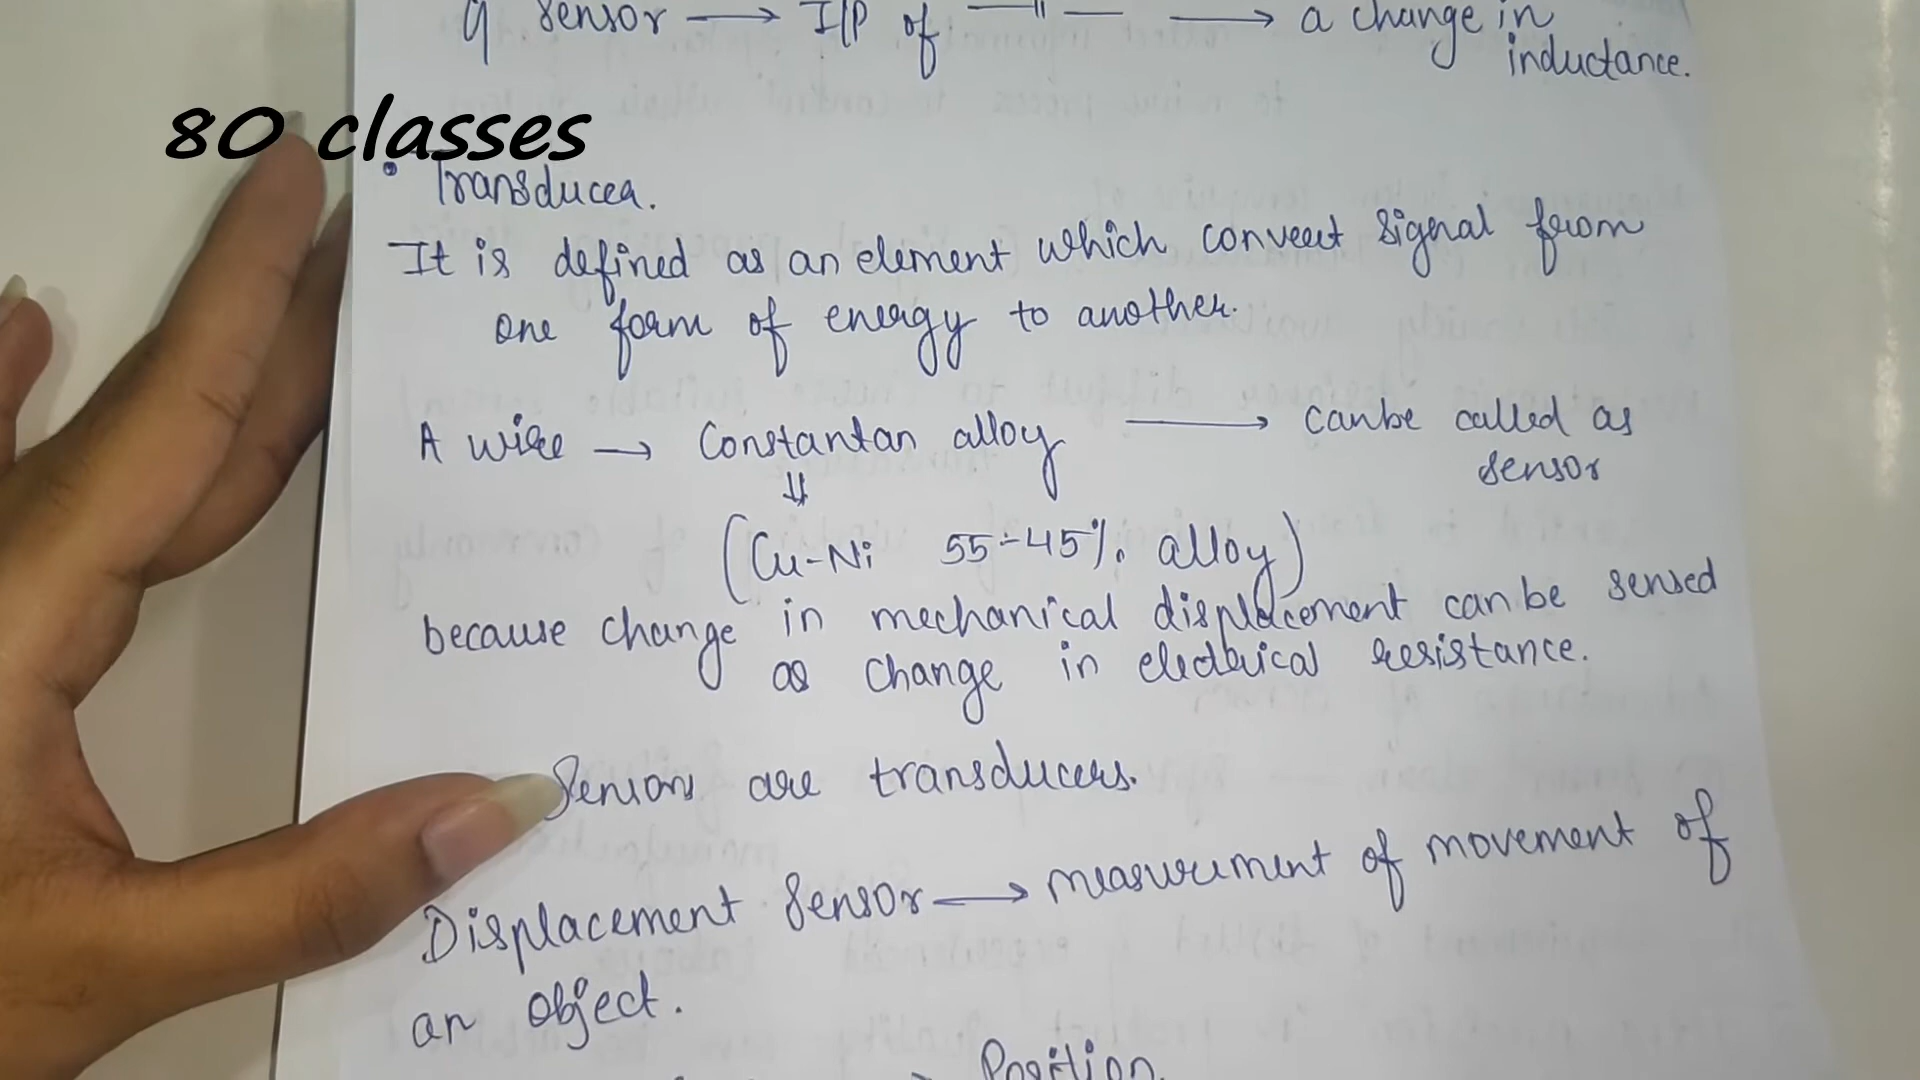 sensor → I/P of —"— → a change in
inductance.
80 classes
• Transducer.
It is defined as an element which convert signal from
one form of energy to another.
A wire → Constantan alloy → can be called as
sensor
⇓
(Cu-Ni 55-45% alloy)
because change in mechanical displacement can be sensed
as change in electrical resistance.
Sensors are transducers.
Displacement Sensor → measurement of movement of
an object.
→ Position